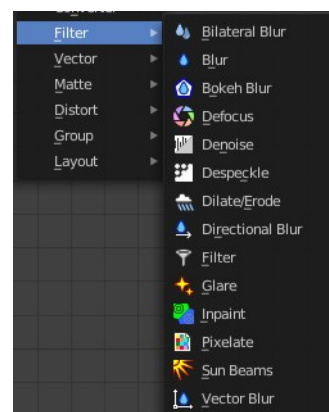 Filter
Vector
Matte
Distort
Group
Layout
Bilateral Blur
Blur
Bokeh Blur
Defocus
Denoise
Despeckle
Dilate/Erode
Directional Blur
Filter
Glare
Inpaint
Pixelate
Sun Beams
Vector Blur